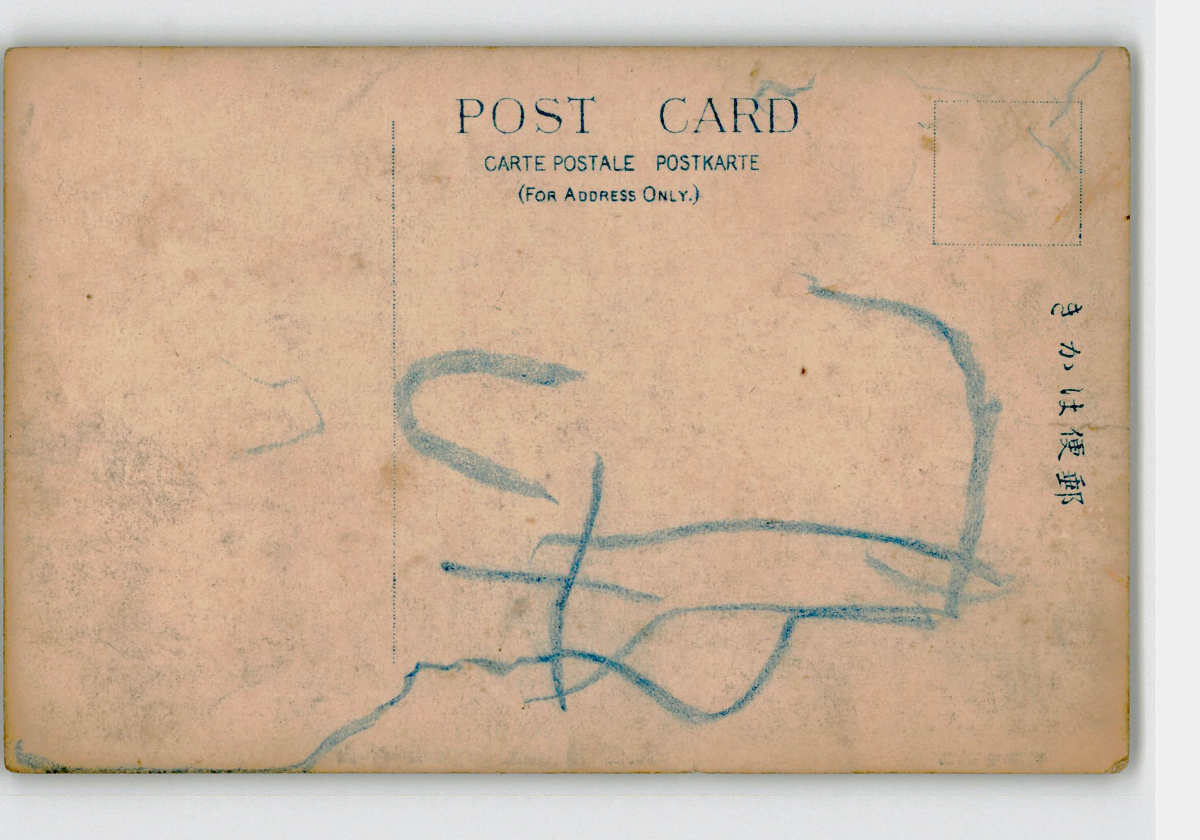 POST CARD
CARTE POSTALE POSTKARTE
(FOR ADDRESS ONLY.)
きかは便郵